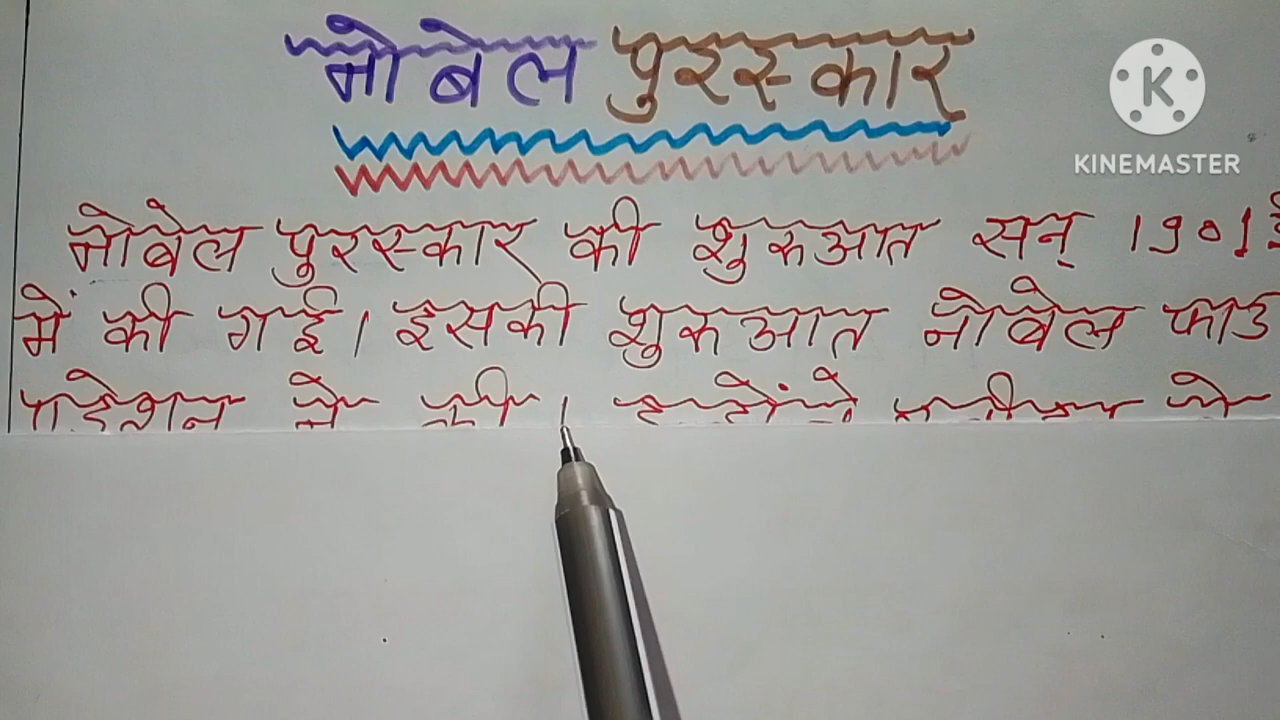 नोबेल पुरस्कार
K
KINEMASTER
नोबेल पुरस्कार की शुरुआत सन् 1901 ई
में की गई। इसकी शुरुआत नोबेल फाउ
ने की।